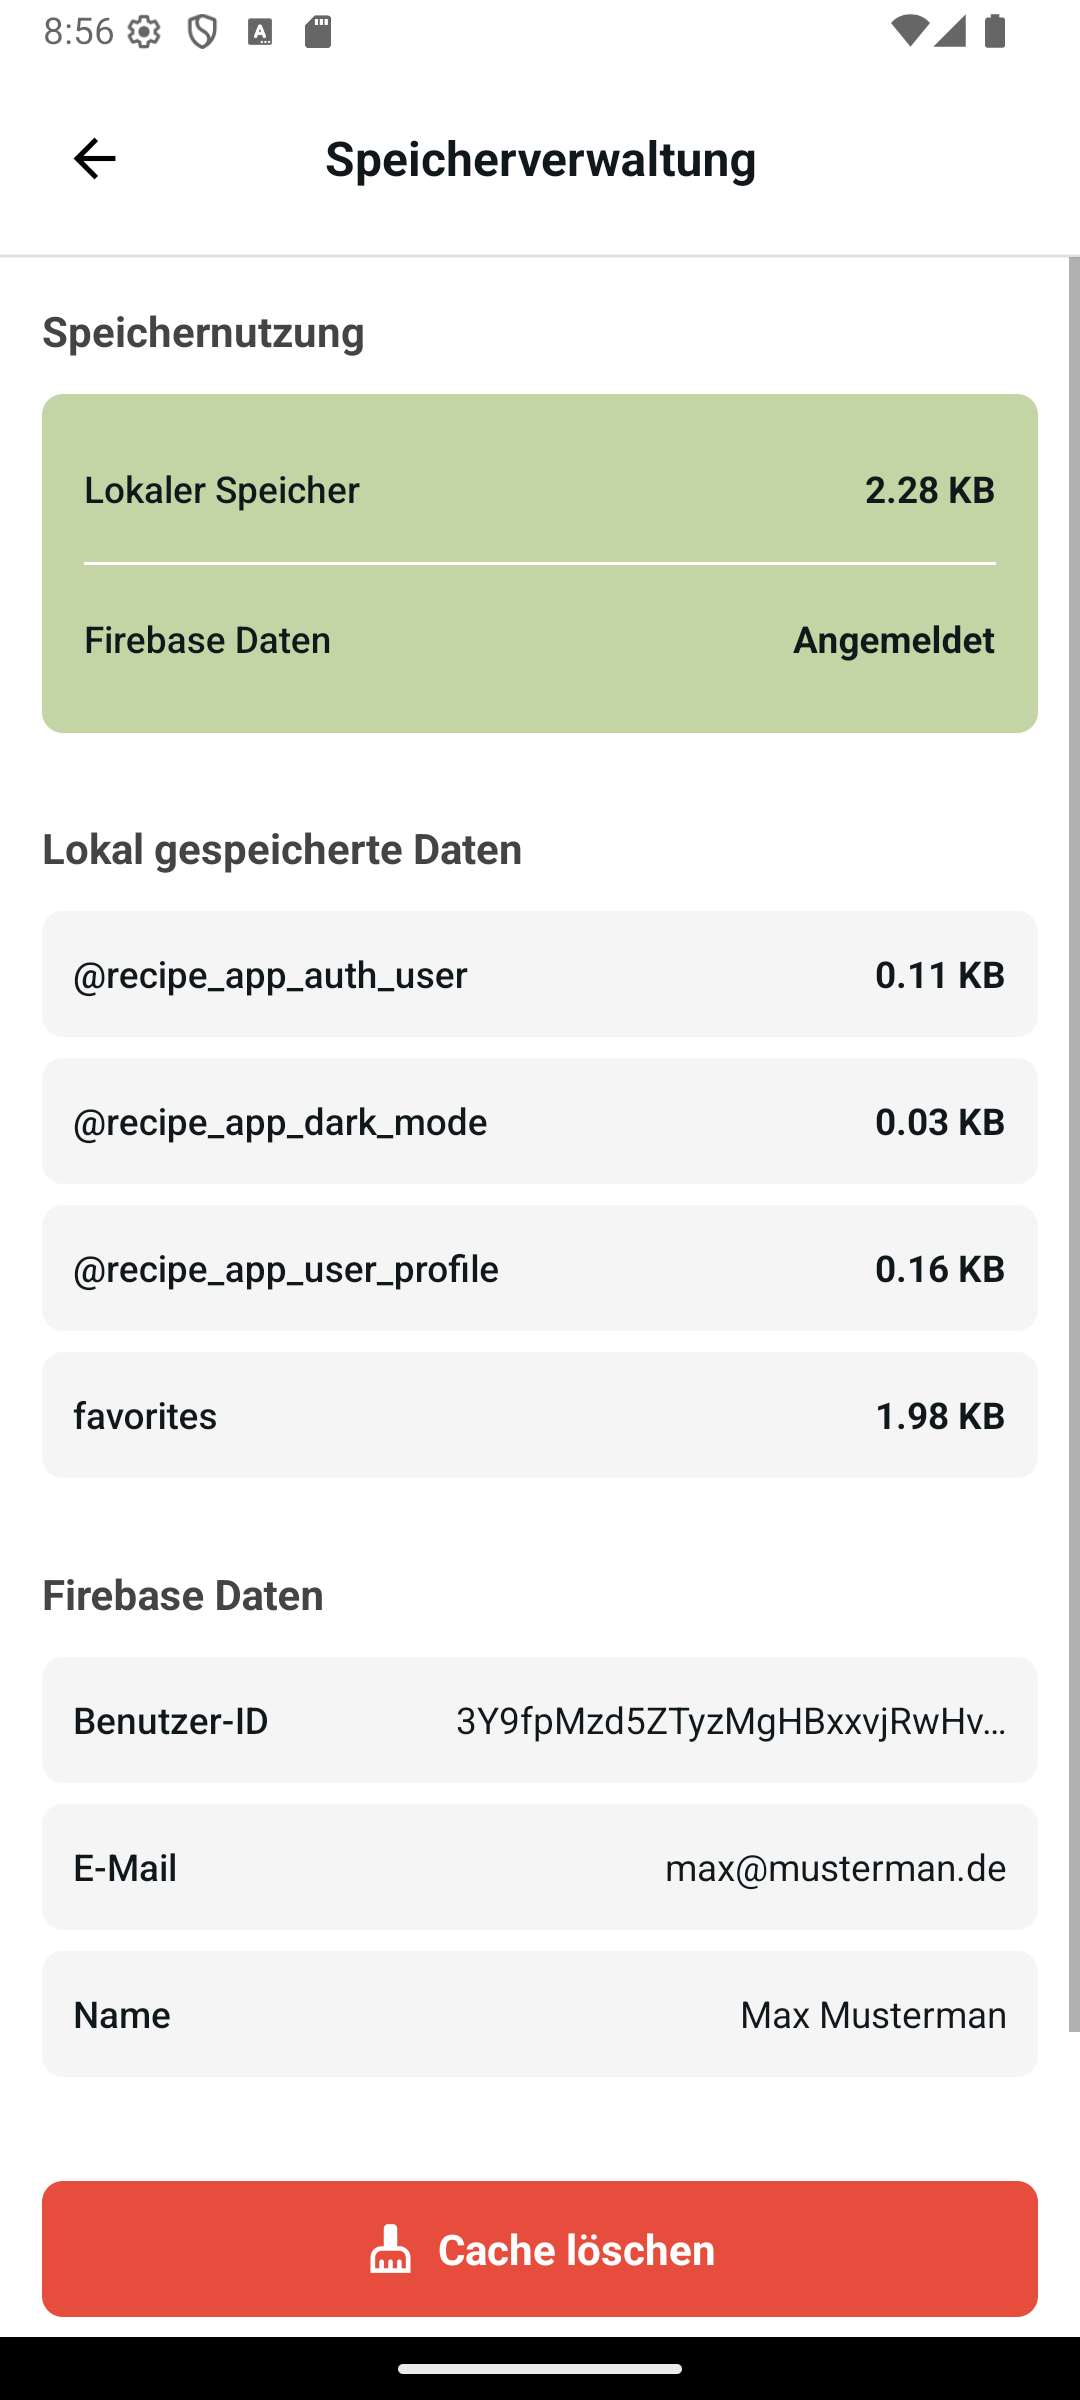 8:56
Speicherverwaltung
Speichernutzung
Lokaler Speicher 2.28 KB
Firebase Daten Angemeldet
Lokal gespeicherte Daten
@recipe_app_auth_user 0.11 KB
@recipe_app_dark_mode 0.03 KB
@recipe_app_user_profile 0.16 KB
favorites 1.98 KB
Firebase Daten
Benutzer-ID 3Y9fpMzd5ZTyzMgHBxxvjRwHv...
E-Mail max@musterman.de
Name Max Musterman
Cache löschen